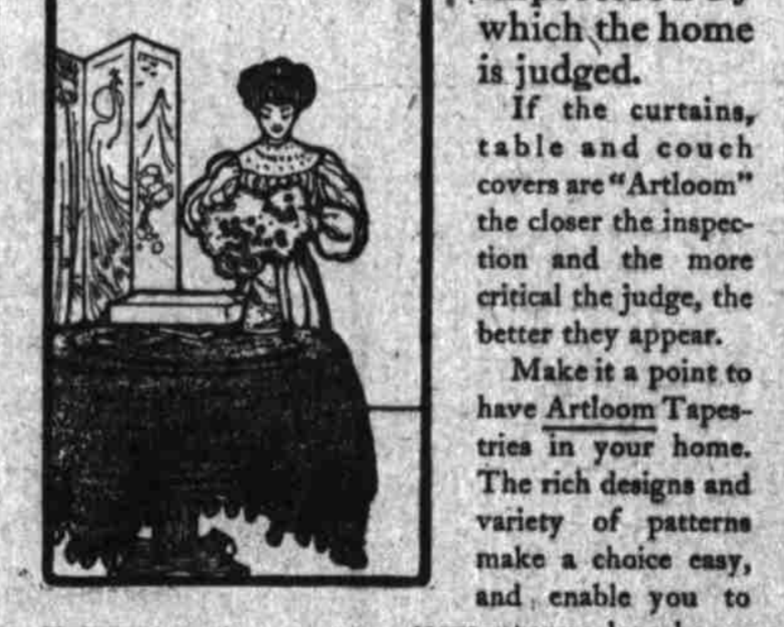 which the home
is judged.
If the curtains,
table and couch
covers are "Artloom"
the closer the inspec-
tion and the more
critical the judge, the
better they appear.
Make it a point to
have Artloom Tapes-
tries in your home.
The rich designs and
variety of patterns
make a choice easy,
and enable you to